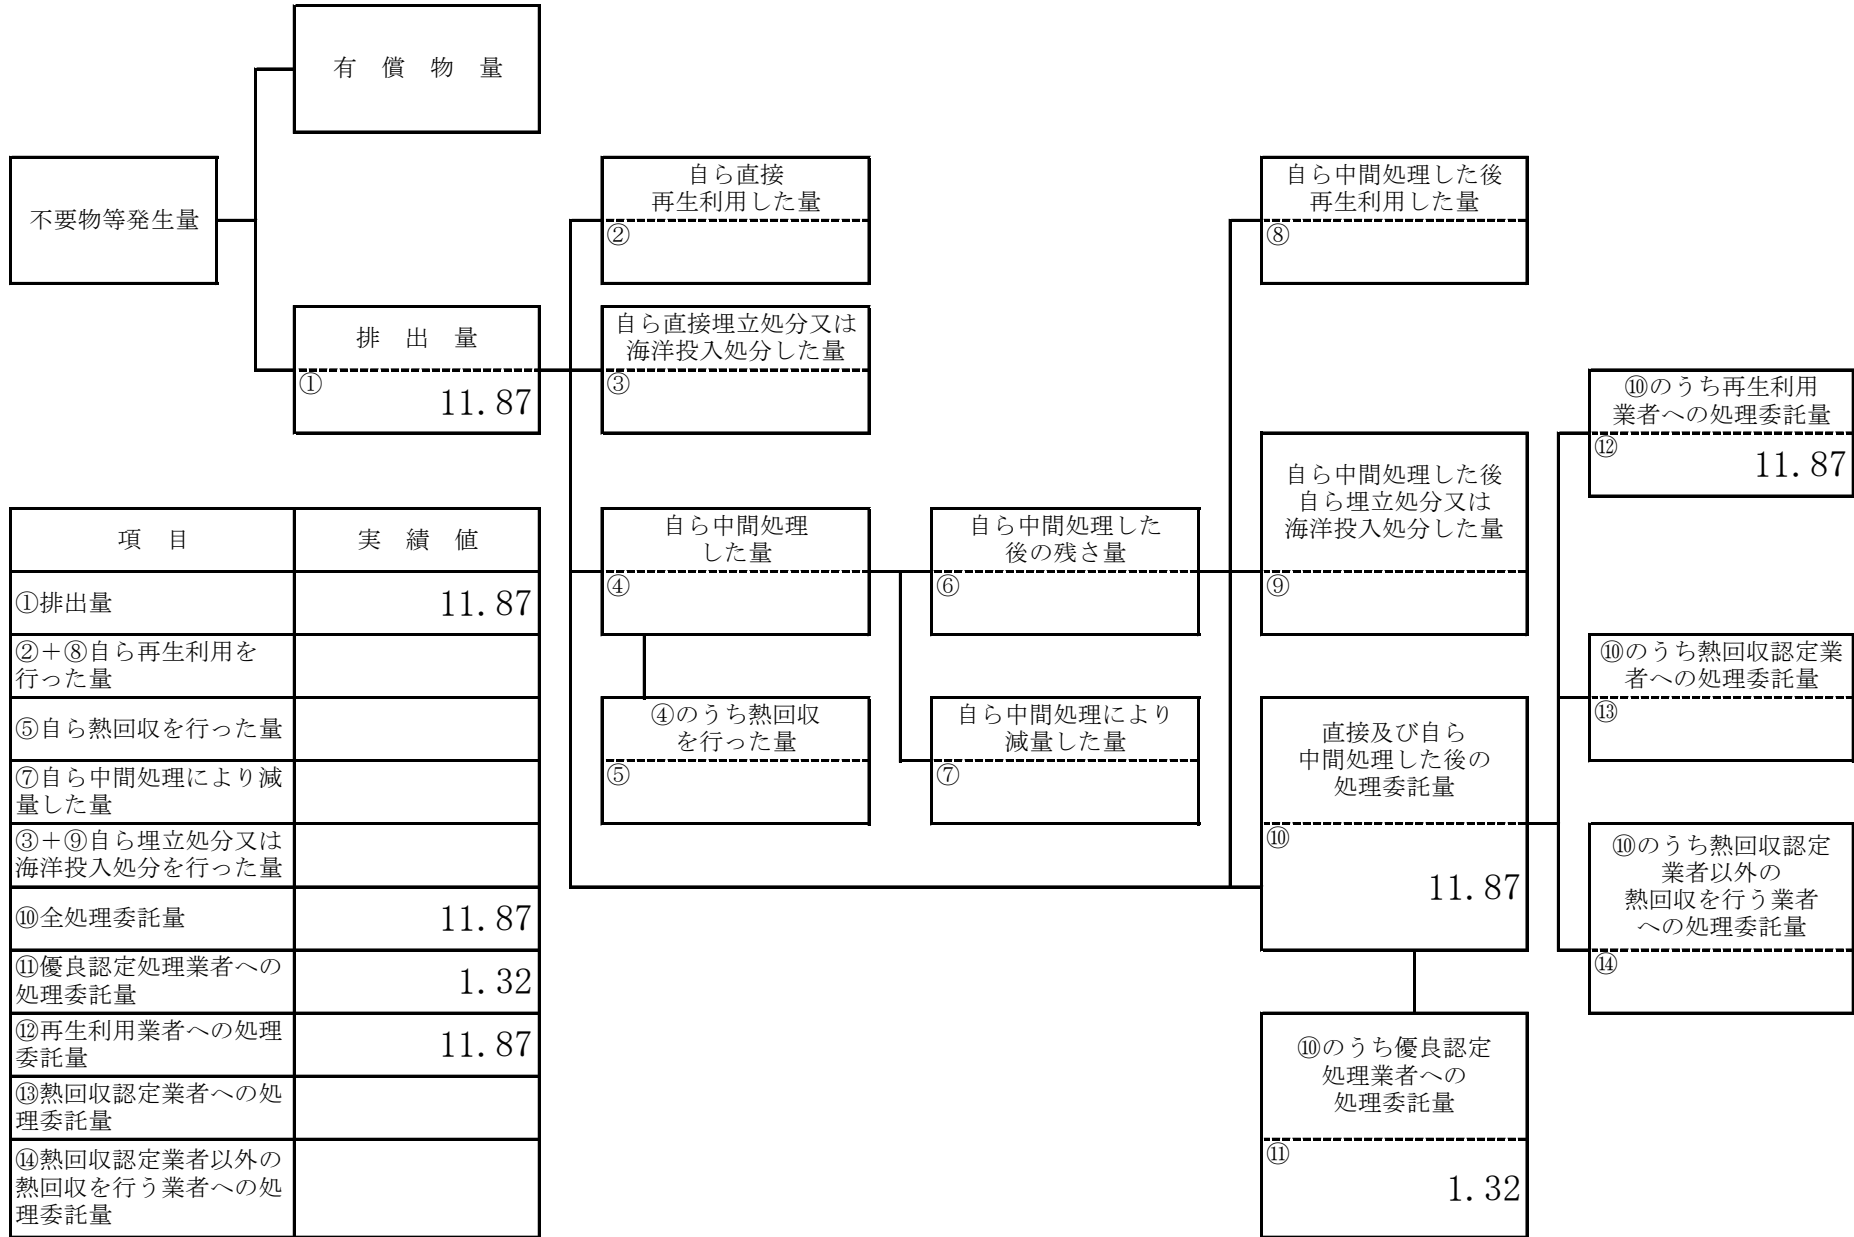 有　償　物　量
不要物等発生量
排　出　量
①
11.87
自ら直接
再生利用した量
②
自ら直接埋立処分又は
海洋投入処分した量
③
自ら中間処理
した量
④
④のうち熱回収
を行った量
⑤
自ら中間処理した
後の残さ量
⑥
自ら中間処理により
減量した量
⑦
自ら中間処理した後
再生利用した量
⑧
自ら中間処理した後
自ら埋立処分又は
海洋投入処分した量
⑨
直接及び自ら
中間処理した後の
処理委託量
⑩
11.87
⑩のうち優良認定
処理業者への
処理委託量
⑪
1.32
⑩のうち再生利用
業者への処理委託量
⑫
11.87
⑩のうち熱回収認定業
者への処理委託量
⑬
⑩のうち熱回収認定
業者以外の
熱回収を行う業者
への処理委託量
⑭
項　目　実　績　値
①排出量　11.87
②＋⑧自ら再生利用を
行った量
⑤自ら熱回収を行った量
⑦自ら中間処理により減
量した量
③＋⑨自ら埋立処分又は
海洋投入処分を行った量
⑩全処理委託量　11.87
⑪優良認定処理業者への
処理委託量　1.32
⑫再生利用業者への処理
委託量　11.87
⑬熱回収認定業者への処
理委託量
⑭熱回収認定業者以外の
熱回収を行う業者への処
理委託量